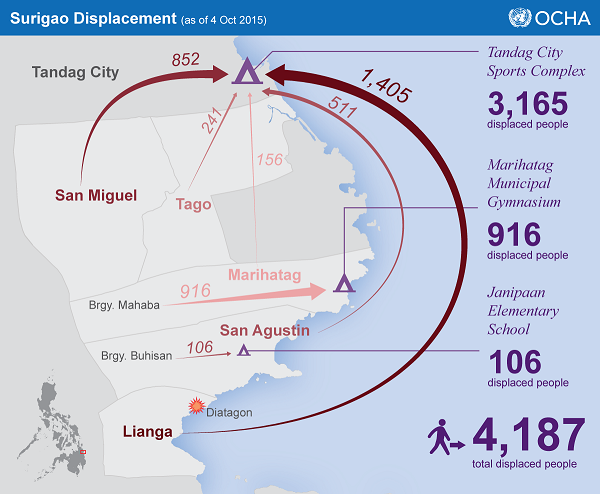 Surigao Displacement (as of 4 Oct 2015)
OCHA
Tandag City
852
1,405
511
241
156
San Miguel
Tago
Marihatag
Brgy. Mahaba
916
San Agustin
Brgy. Buhisan
106
Diatagon
Lianga
Tandag City
Sports Complex
3,165
displaced people
Marihatag
Municipal
Gymnasium
916
displaced people
Janipaan
Elementary
School
106
displaced people
4,187
total displaced people